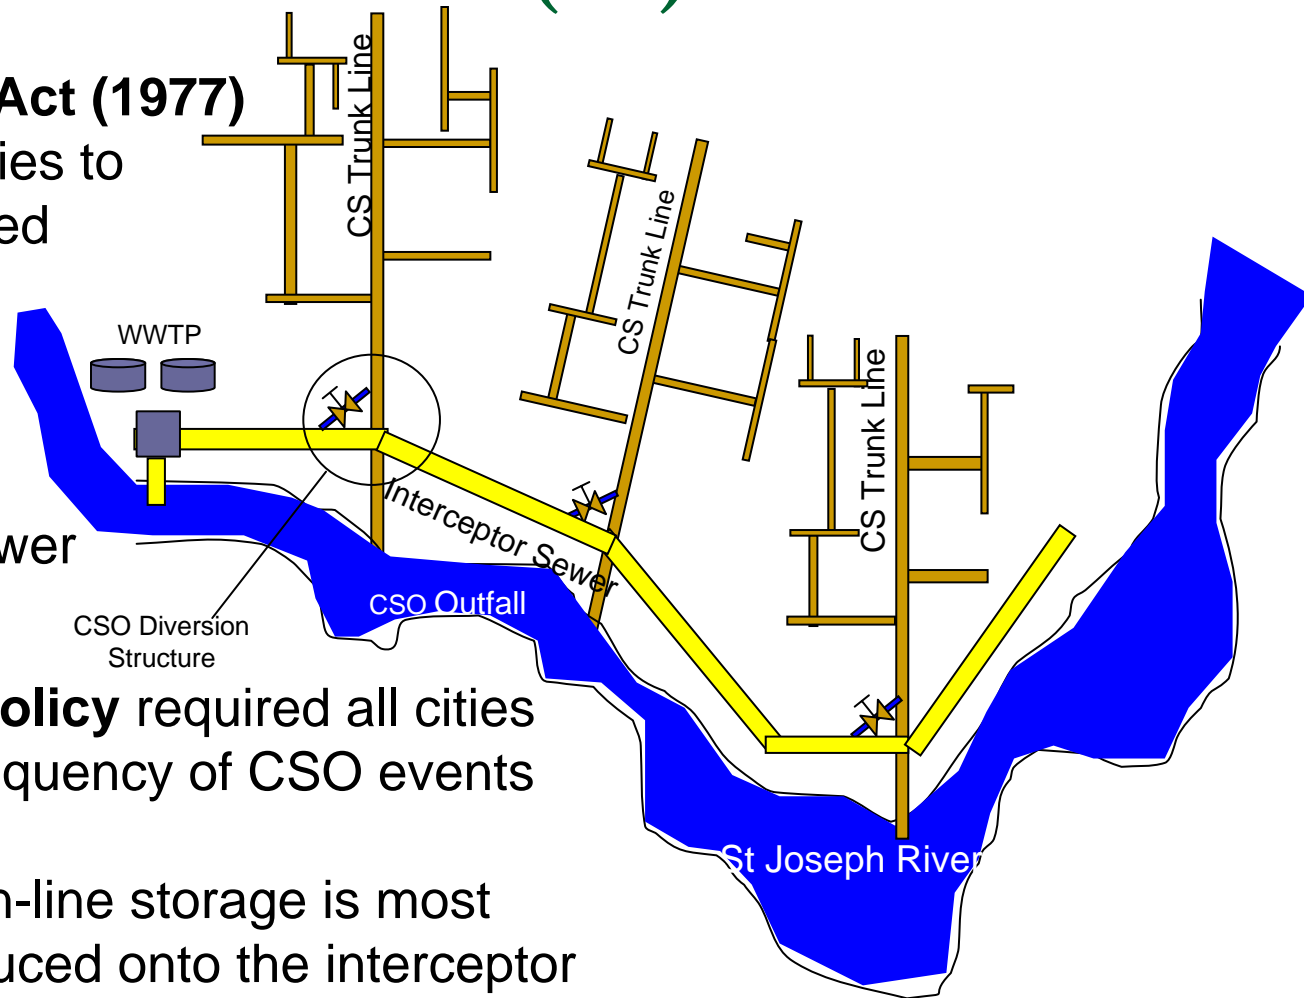 Act (1977)
ies to
ed
CS Trunk Line
CS Trunk Line
CS Trunk Line
WWTP
Interceptor Sewer
wer
CSO Outfall
CSO Diversion
Structure
olicy required all cities
quency of CSO events
St Joseph River
n-line storage is most
uced onto the interceptor